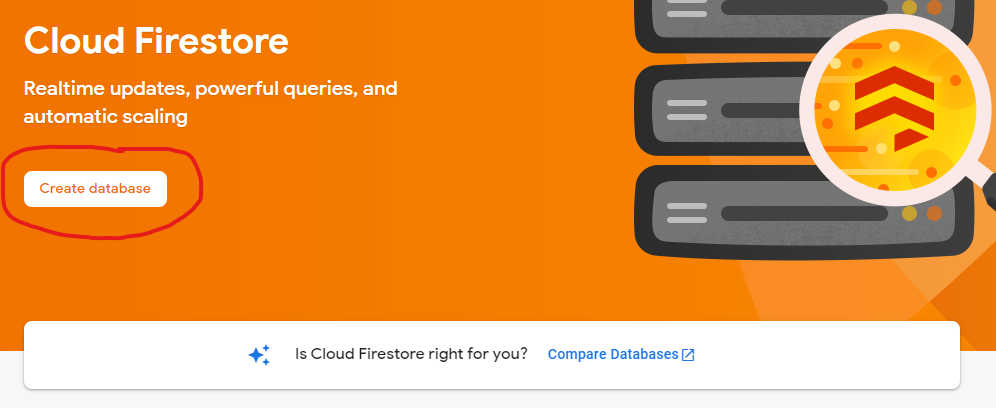 Cloud Firestore
Realtime updates, powerful queries, and
automatic scaling
Create database
Is Cloud Firestore right for you? Compare Databases